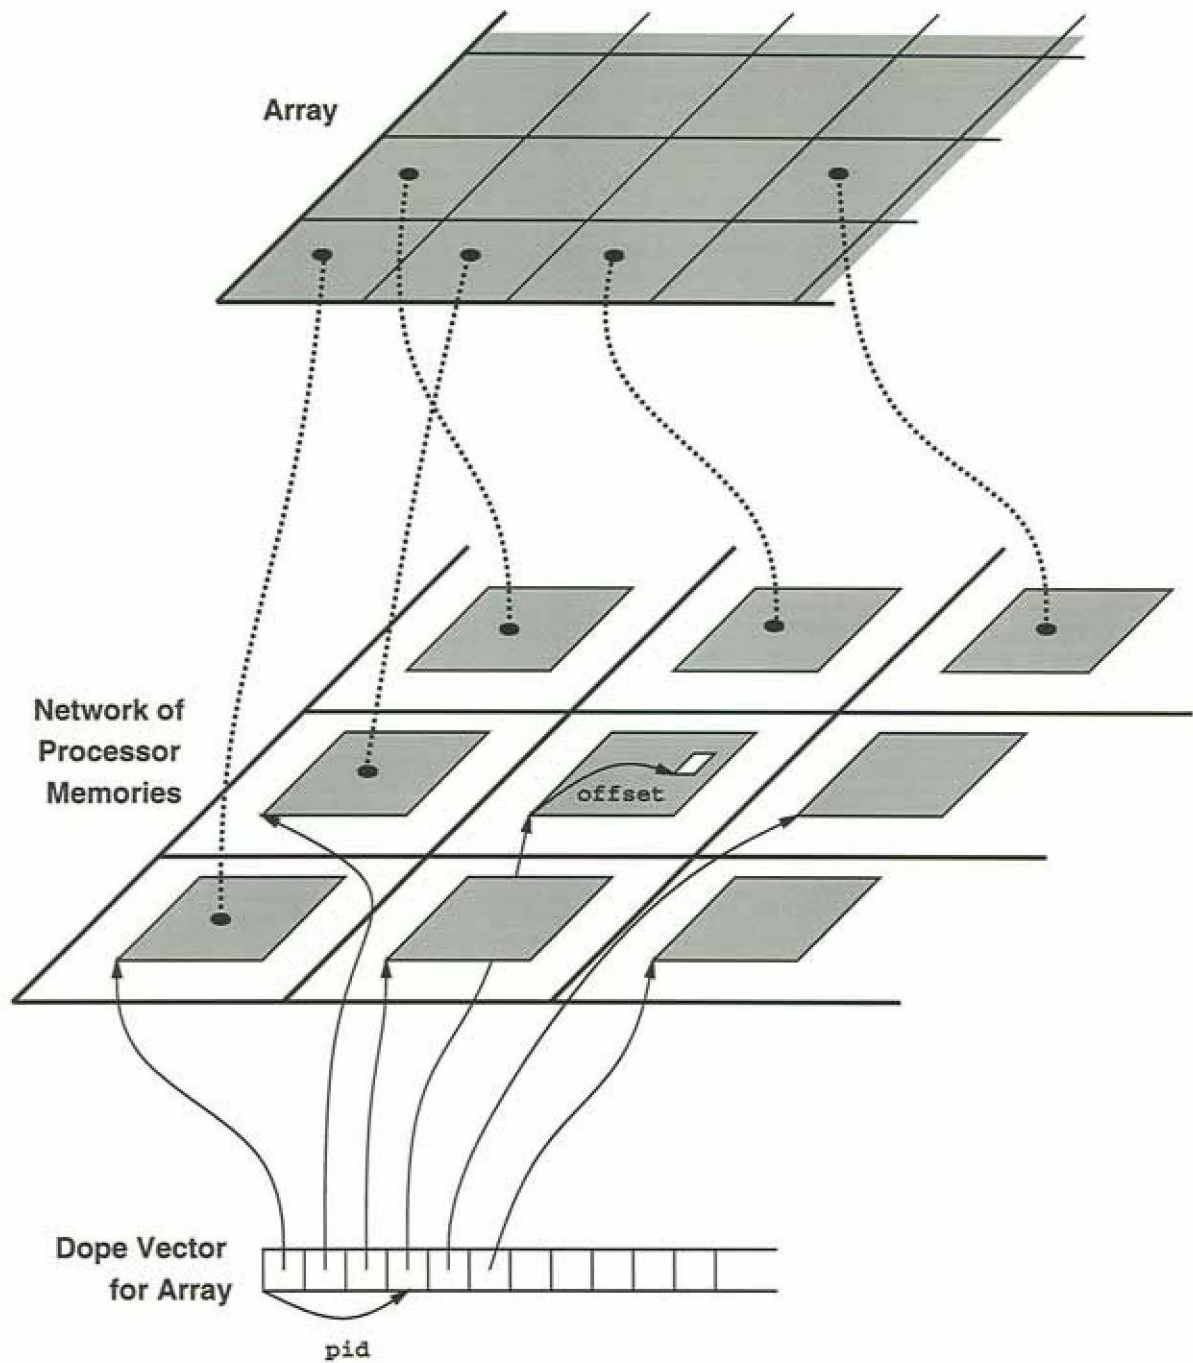 Array
Network of
Processor
Memories
offset
Dope Vector
for Array
pid